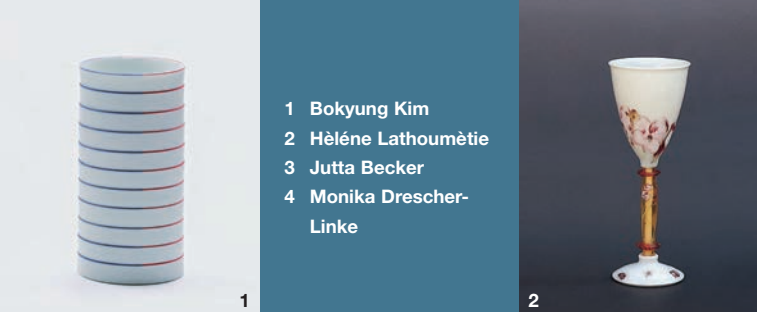 1 Bokyung Kim
2 Hèléne Lathoumètie
3 Jutta Becker
4 Monika Drescher-
Linke
1
2